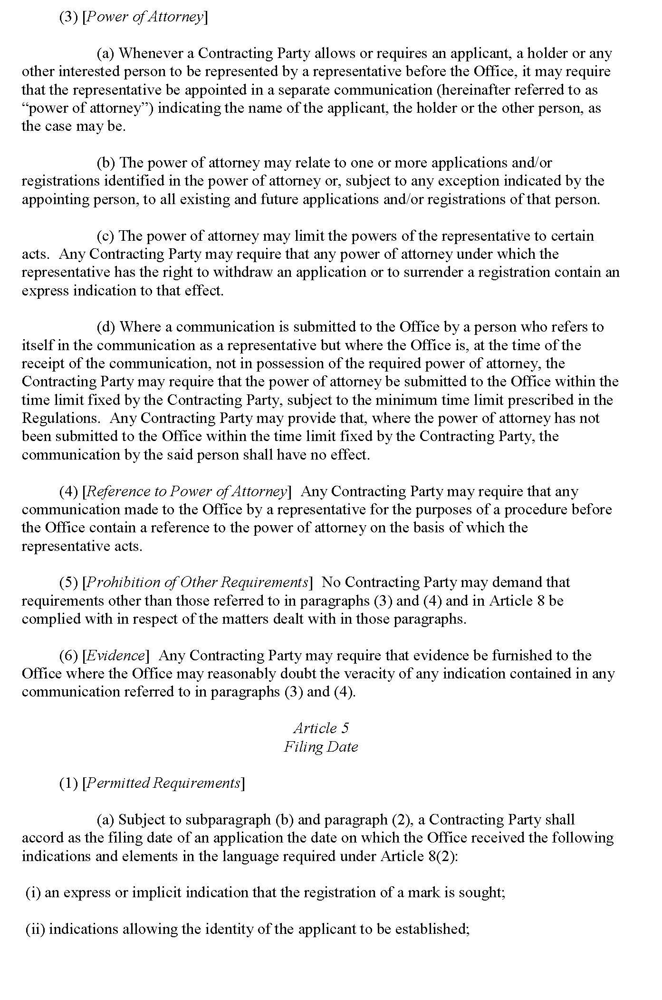 (3) [Power of Attorney]
(a) Whenever a Contracting Party allows or requires an applicant, a holder or any
other interested person to be represented by a representative before the Office, it may require
that the representative be appointed in a separate communication (hereinafter referred to as
“power of attorney”) indicating the name of the applicant, the holder or the other person, as
the case may be.
(b) The power of attorney may relate to one or more applications and/or
registrations identified in the power of attorney or, subject to any exception indicated by the
appointing person, to all existing and future applications and/or registrations of that person.
(c) The power of attorney may limit the powers of the representative to certain
acts.  Any Contracting Party may require that any power of attorney under which the
representative has the right to withdraw an application or to surrender a registration contain an
express indication to that effect.
(d) Where a communication is submitted to the Office by a person who refers to
itself in the communication as a representative but where the Office is, at the time of the
receipt of the communication, not in possession of the required power of attorney, the
Contracting Party may require that the power of attorney be submitted to the Office within the
time limit fixed by the Contracting Party, subject to the minimum time limit prescribed in the
Regulations.  Any Contracting Party may provide that, where the power of attorney has not
been submitted to the Office within the time limit fixed by the Contracting Party, the
communication by the said person shall have no effect.
(4) [Reference to Power of Attorney]  Any Contracting Party may require that any
communication made to the Office by a representative for the purposes of a procedure before
the Office contain a reference to the power of attorney on the basis of which the
representative acts.
(5) [Prohibition of Other Requirements]  No Contracting Party may demand that
requirements other than those referred to in paragraphs (3) and (4) and in Article 8 be
complied with in respect of the matters dealt with in those paragraphs.
(6) [Evidence]  Any Contracting Party may require that evidence be furnished to the
Office where the Office may reasonably doubt the veracity of any indication contained in any
communication referred to in paragraphs (3) and (4).
Article 5
Filing Date
(1) [Permitted Requirements]
(a) Subject to subparagraph (b) and paragraph (2), a Contracting Party shall
accord as the filing date of an application the date on which the Office received the following
indications and elements in the language required under Article 8(2):
(i) an express or implicit indication that the registration of a mark is sought;
(ii) indications allowing the identity of the applicant to be established;